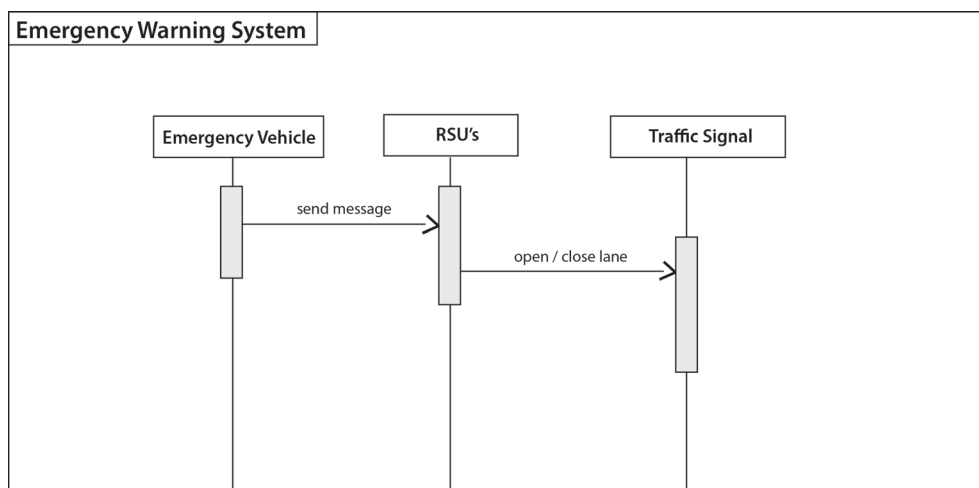 Emergency Warning System
Emergency Vehicle
RSU's
Traffic Signal
send message
open / close lane